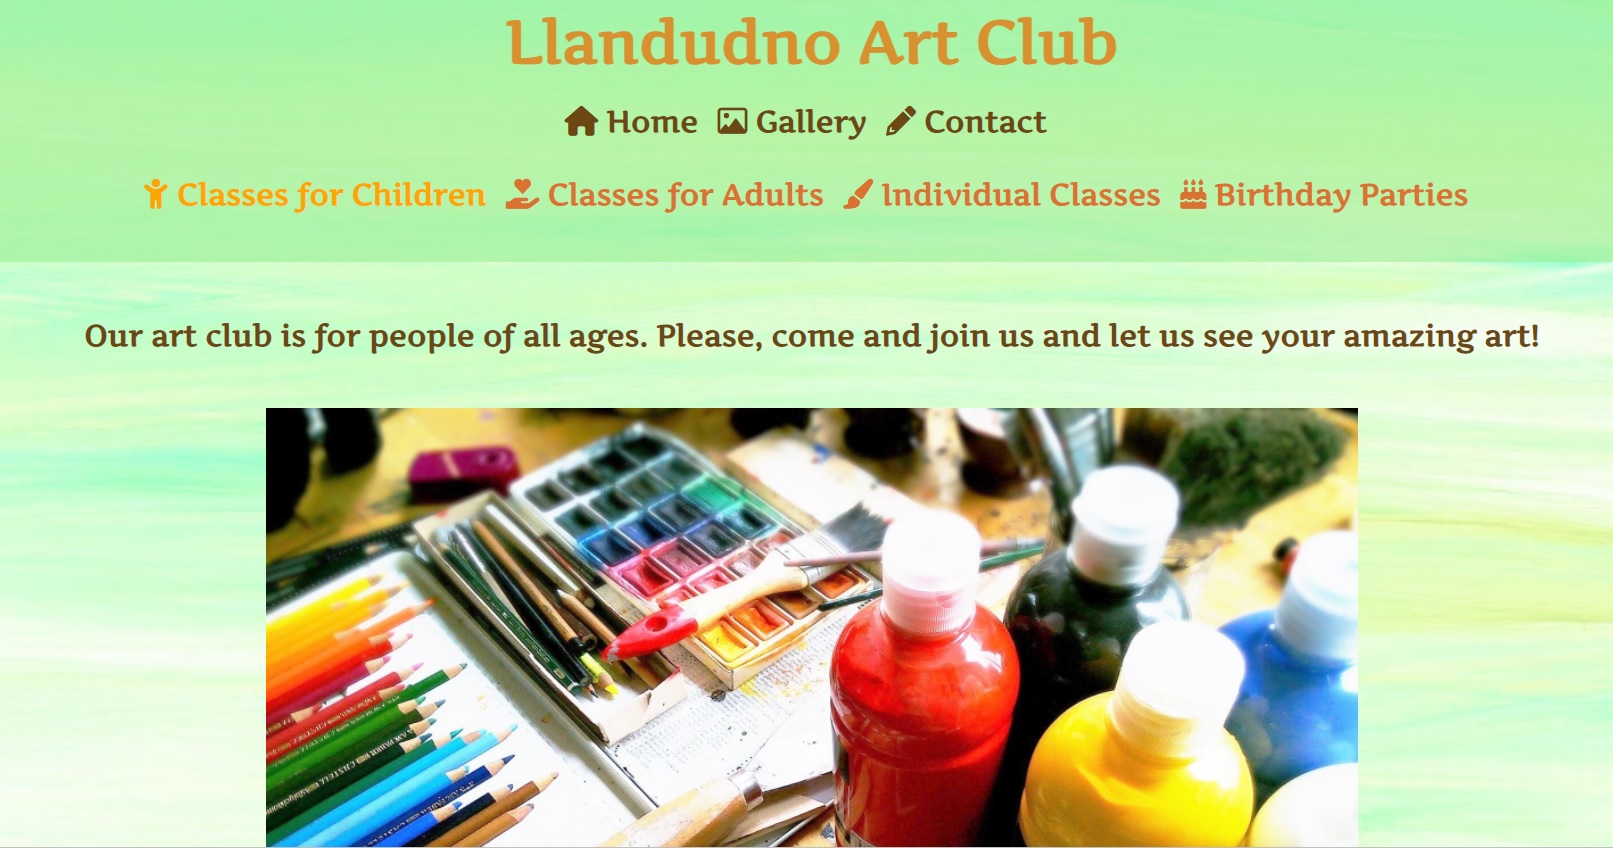 Llandudno Art Club
Home Gallery Contact
Classes for Children Classes for Adults Individual Classes Birthday Parties
Our art club is for people of all ages. Please, come and join us and let us see your amazing art!
CASTELL